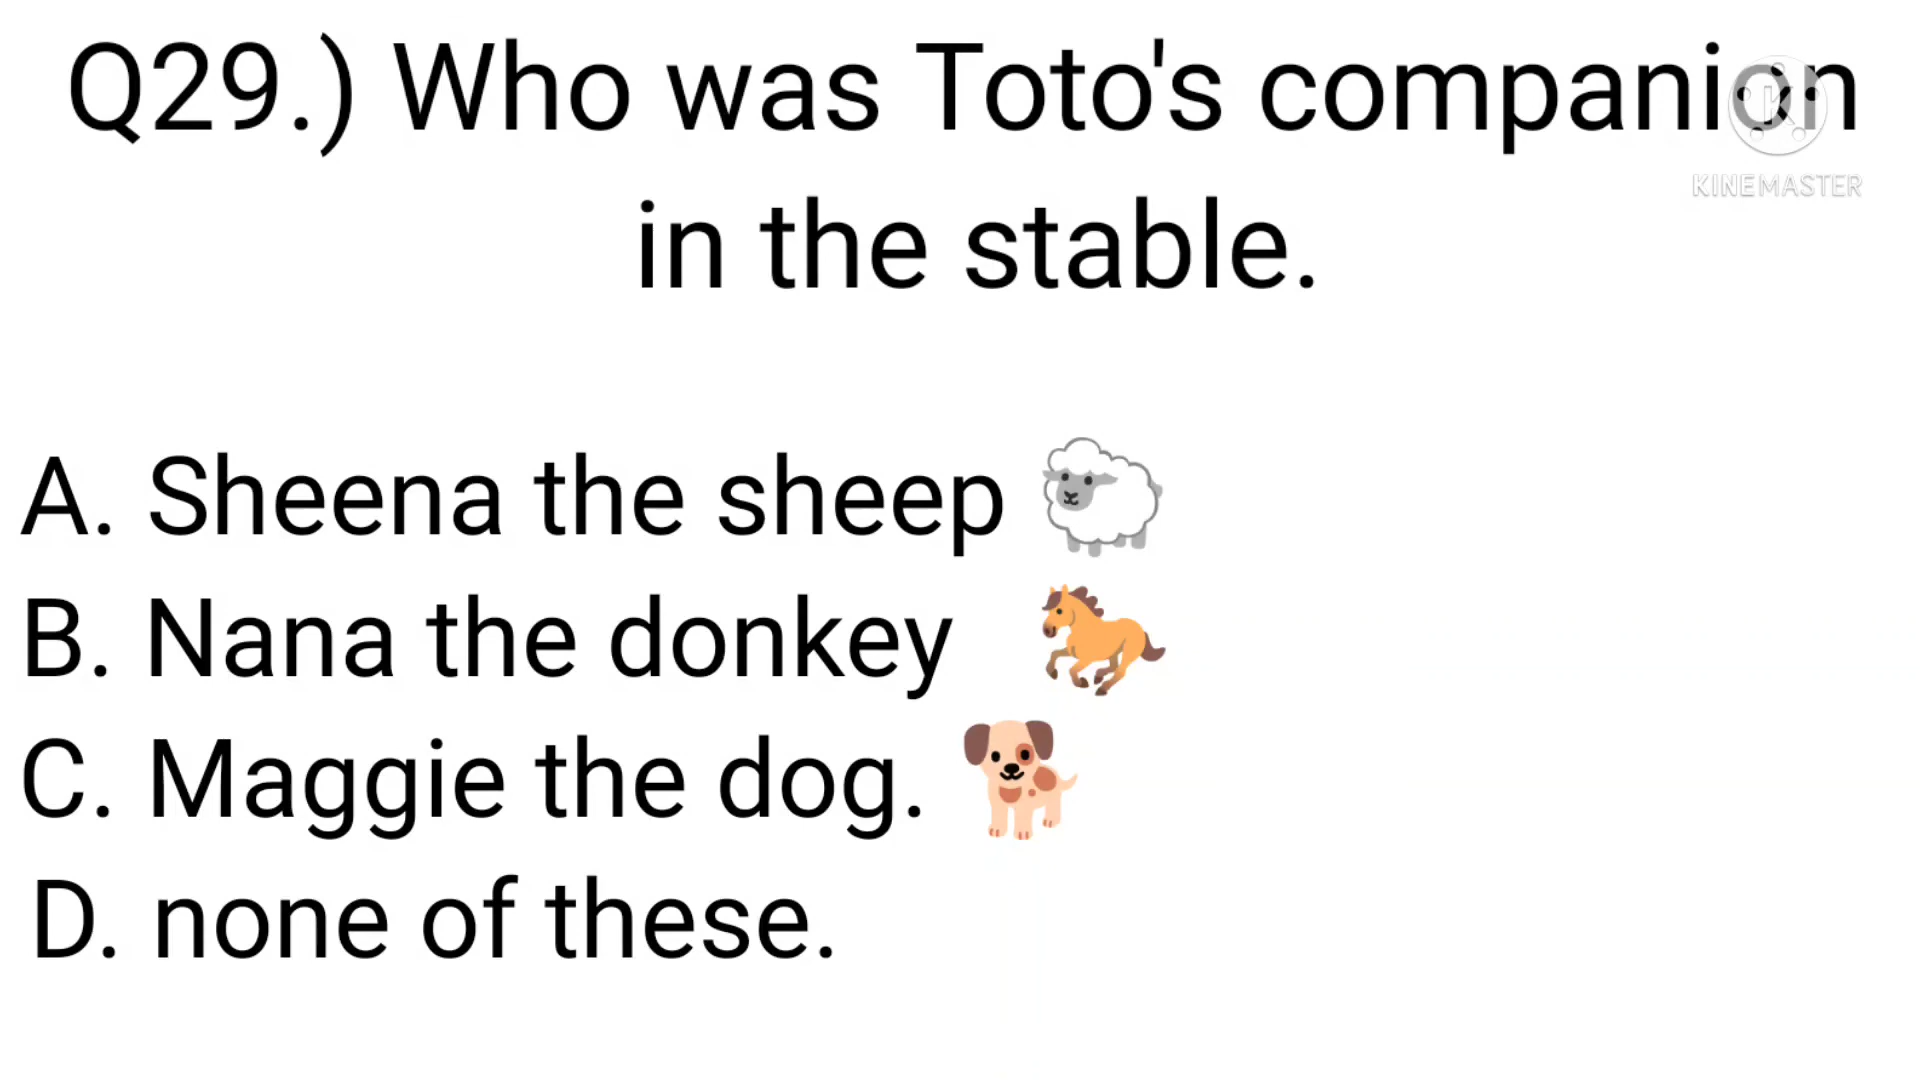 Q29.) Who was Toto's companion
KINEMASTER
in the stable.
A. Sheena the sheep
B. Nana the donkey
C. Maggie the dog.
D. none of these.